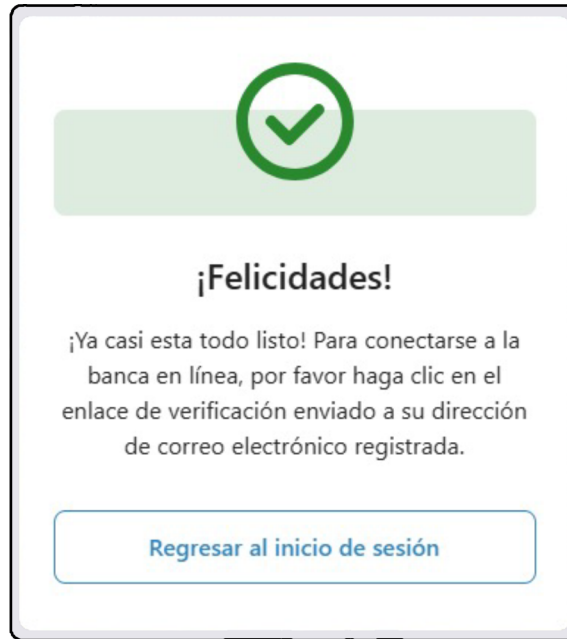 ¡Felicidades!
¡Ya casi esta todo listo! Para conectarse a la
banca en línea, por favor haga clic en el
enlace de verificación enviado a su dirección
de correo electrónico registrada.
Regresar al inicio de sesión